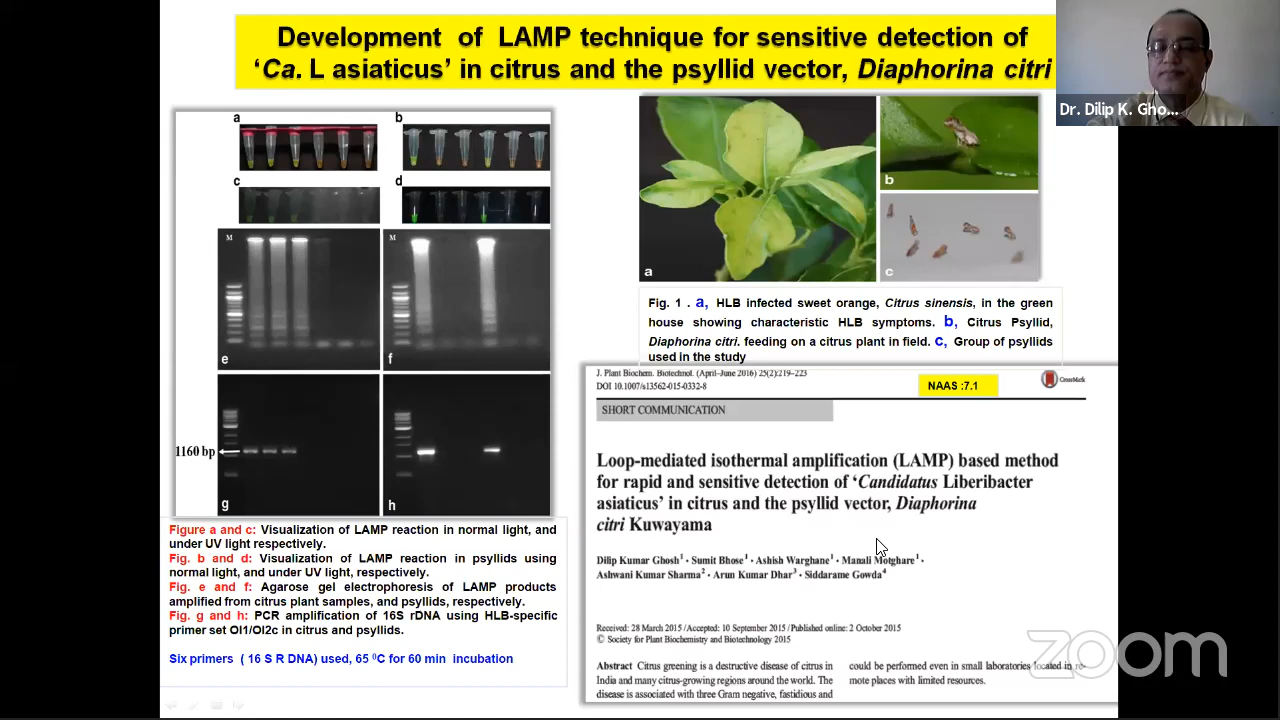 Development of LAMP technique for sensitive detection of
‘Ca. L asiaticus’ in citrus and the psyllid vector, Diaphorina citri
Dr. Dilip K. Gho...
a
b
c
d
M
M
e
f
1160 bp
g
h
Figure a and c: Visualization of LAMP reaction in normal light, and
under UV light respectively.
Fig. b and d: Visualization of LAMP reaction in psyllids using
normal light, and under UV light, respectively.
Fig. e and f: Agarose gel electrophoresis of LAMP products
amplified from citrus plant samples, and psyllids, respectively.
Fig. g and h: PCR amplification of 16S rDNA using HLB-specific
primer set OI1/OI2c in citrus and psyllids.
Six primers ( 16 S R DNA) used, 65 ⁰C for 60 min incubation
a
b
c
Fig. 1 . a, HLB infected sweet orange, Citrus sinensis, in the green
house showing characteristic HLB symptoms. b, Citrus Psyllid,
Diaphorina citri. feeding on a citrus plant in field. c, Group of psyllids
used in the study
J. Plant Biochem. Biotechnol. (April–June 2016) 25(2):219–223
DOI 10.1007/s13562-015-0332-8
NAAS :7.1
CrossMark
SHORT COMMUNICATION
Loop-mediated isothermal amplification (LAMP) based method
for rapid and sensitive detection of ‘Candidatus Liberibacter
asiaticus’ in citrus and the psyllid vector, Diaphorina
citri Kuwayama
Dilip Kumar Ghosh¹ · Sumit Bhose¹ · Ashish Warghane¹ · Manali Motghare¹ ·
Ashwani Kumar Sharma² · Arun Kumar Dhar³ · Siddarame Gowda⁴
Received: 28 March 2015 / Accepted: 10 September 2015 / Published online: 2 October 2015
© Society for Plant Biochemistry and Biotechnology 2015
Abstract Citrus greening is a destructive disease of citrus in
India and many citrus-growing regions around the world. The
disease is associated with three Gram negative, fastidious and
could be performed even in small laboratories located in re-
mote places with limited resources.
zoom